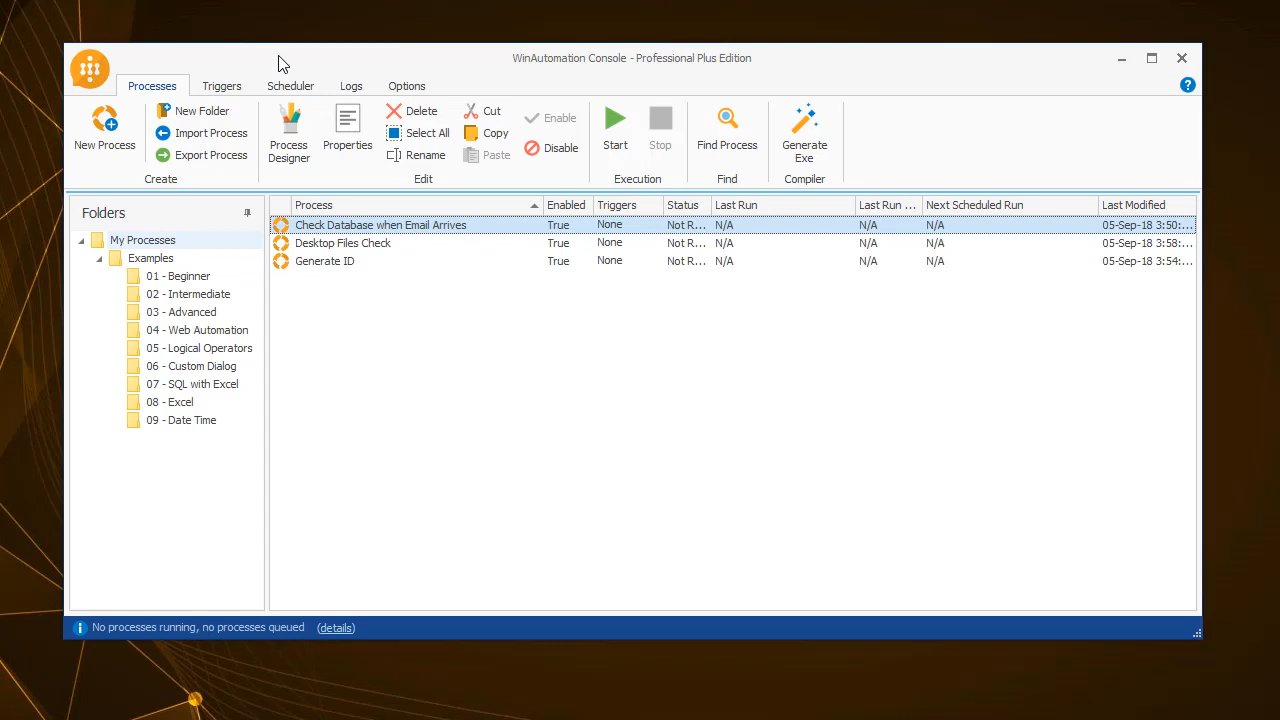 WinAutomation Console - Professional Plus Edition
Processes Triggers Scheduler Logs Options
?
New Folder Delete Cut
Enable
Import Process Select All Copy
New Process Process Designer Properties Start Stop Find Process Generate Exe
Disable
Export Process Rename Paste
Create Edit Execution Find Compiler
Folders
My Processes
Examples
01 - Beginner
02 - Intermediate
03 - Advanced
04 - Web Automation
05 - Logical Operators
06 - Custom Dialog
07 - SQL with Excel
08 - Excel
09 - Date Time
Process Enabled Triggers Status Last Run Last Run ... Next Scheduled Run Last Modified
Check Database when Email Arrives True None Not R... N/A N/A N/A 05-Sep-18 3:50:...
Desktop Files Check True None Not R... N/A N/A N/A 05-Sep-18 3:58:...
Generate ID True None Not R... N/A N/A N/A 05-Sep-18 3:54:...
No processes running, no processes queued (details)